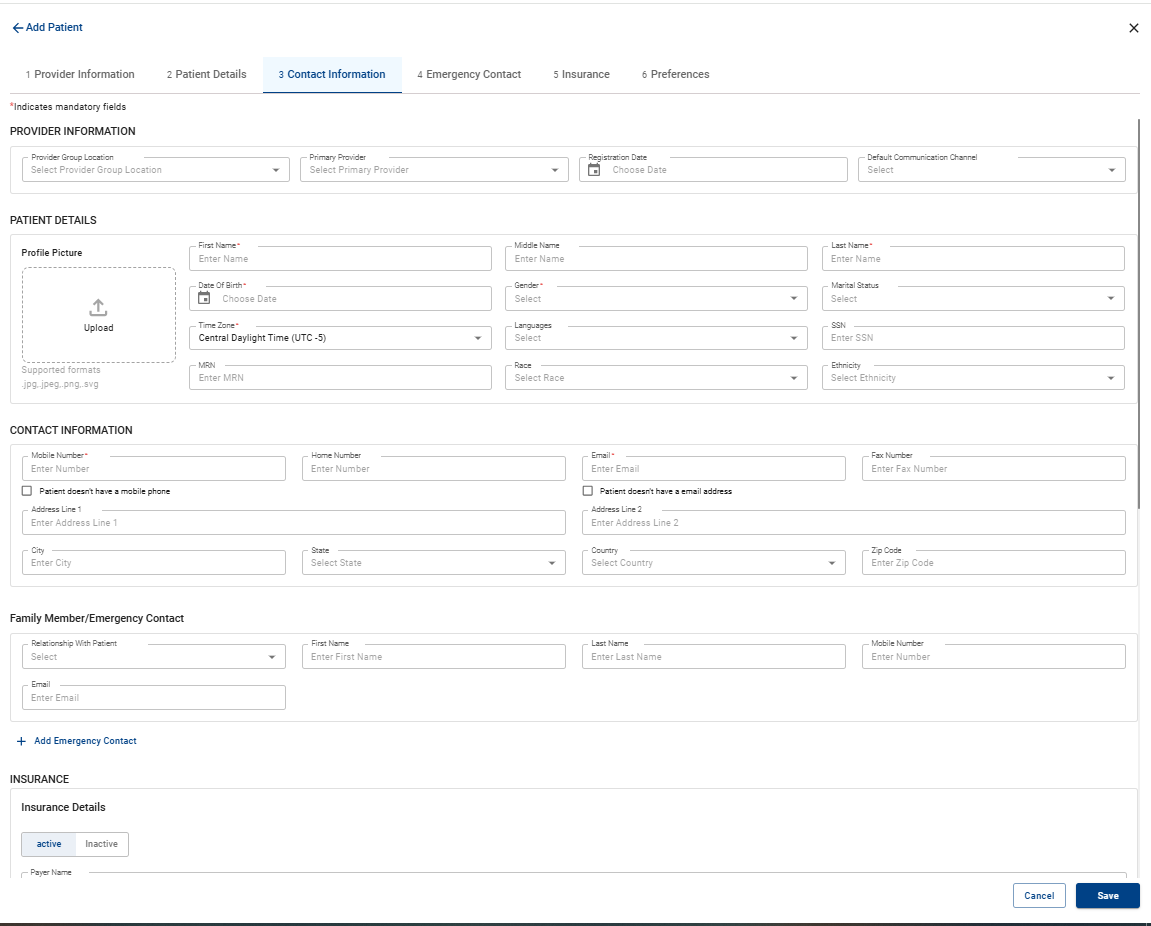 Add Patient
1 Provider Information 2 Patient Details 3 Contact Information 4 Emergency Contact 5 Insurance 6 Preferences
*Indicates mandatory fields
PROVIDER INFORMATION
Provider Group Location Primary Provider Registration Date Default Communication Channel
Select Provider Group Location Select Primary Provider Choose Date Select
PATIENT DETAILS
Profile Picture
Upload
Supported formats
.jpg,.jpeg,.png,.svg
First Name* Middle Name Last Name*
Enter Name Enter Name Enter Name
Date Of Birth* Gender* Marital Status
Choose Date Select Select
Time Zone* Languages SSN
Central Daylight Time (UTC -5) Select Enter SSN
MRN Race Ethnicity
Enter MRN Select Race Select Ethnicity
CONTACT INFORMATION
Mobile Number* Home Number Email* Fax Number
Enter Number Enter Number Enter Email Enter Fax Number
Patient doesn't have a mobile phone Patient doesn't have a email address
Address Line 1 Address Line 2
Enter Address Line 1 Enter Address Line 2
City State Country Zip Code
Enter City Select State Select Country Enter Zip Code
Family Member/Emergency Contact
Relationship With Patient First Name Last Name Mobile Number
Select Enter First Name Enter Last Name Enter Number
Email
Enter Email
Add Emergency Contact
INSURANCE
Insurance Details
active Inactive
Payer Name
Cancel Save